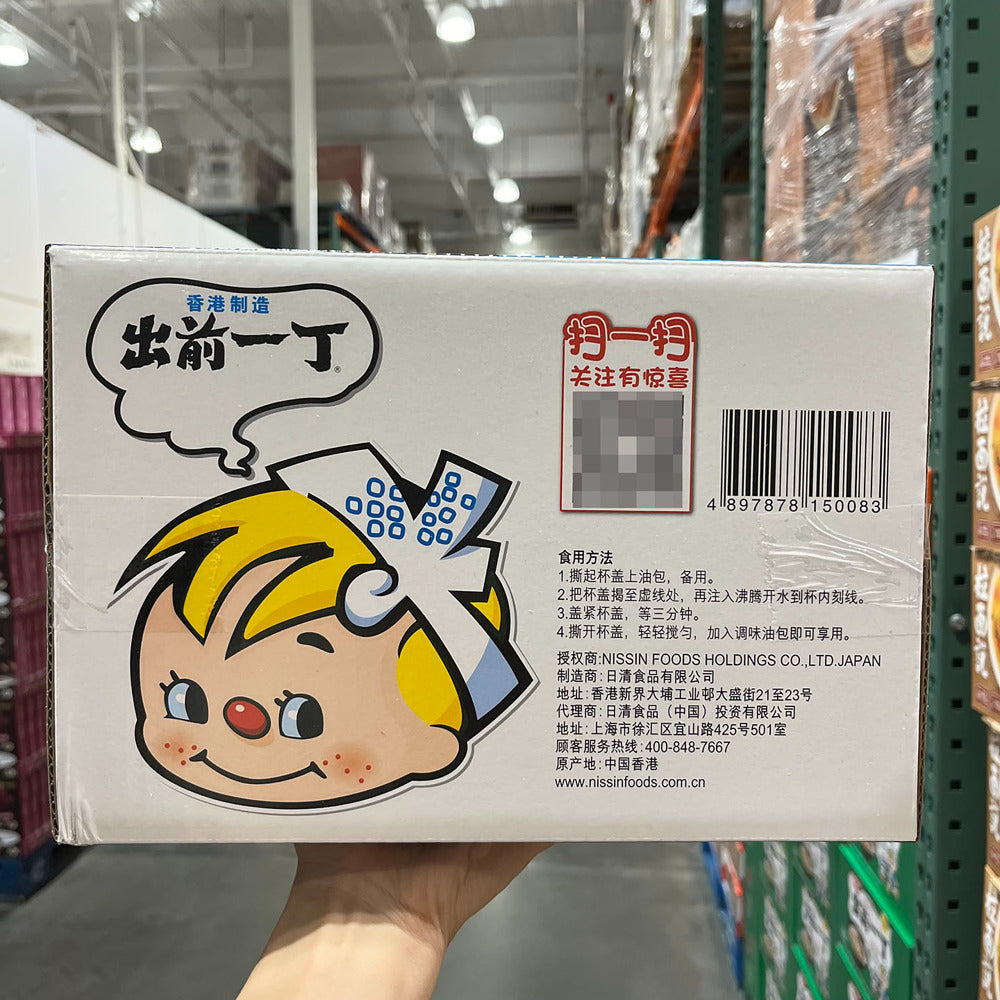 香港制造
出前一丁®
扫一扫
关注有惊喜
4 897878 150083
食用方法
1.撕起杯盖上油包，备用。
2.把杯盖揭至虚线处，再注入沸腾开水到杯内刻线。
3.盖紧杯盖，等三分钟。
4.撕开杯盖，轻轻搅匀，加入调味油包即可享用。
授权商:NISSIN FOODS HOLDINGS CO.,LTD.JAPAN
制造商:日清食品有限公司
地址:香港新界大埔工业邨大盛街21至23号
代理商:日清食品（中国）投资有限公司
地址:上海市徐汇区宜山路425号501室
顾客服务热线:400-848-7667
原产地:中国香港
www.nissinfoods.com.cn